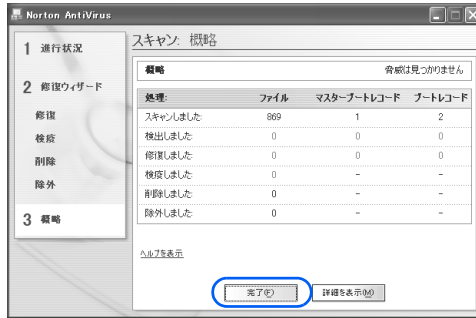 Norton AntiVirus
1 進行状況
2 修復ウィザード
修復
検疫
削除
除外
3 概略
スキャン: 概略
概略 脅威は見つかりません
処理: ファイル マスターブートレコード ブートレコード
スキャンしました: 869 1 2
検出しました: 0 0 0
修復しました: 0 0 0
検疫しました: 0 - -
削除しました: 0 - -
除外しました: 0 - -
ヘルプを表示
完了(F) 詳細を表示(M)